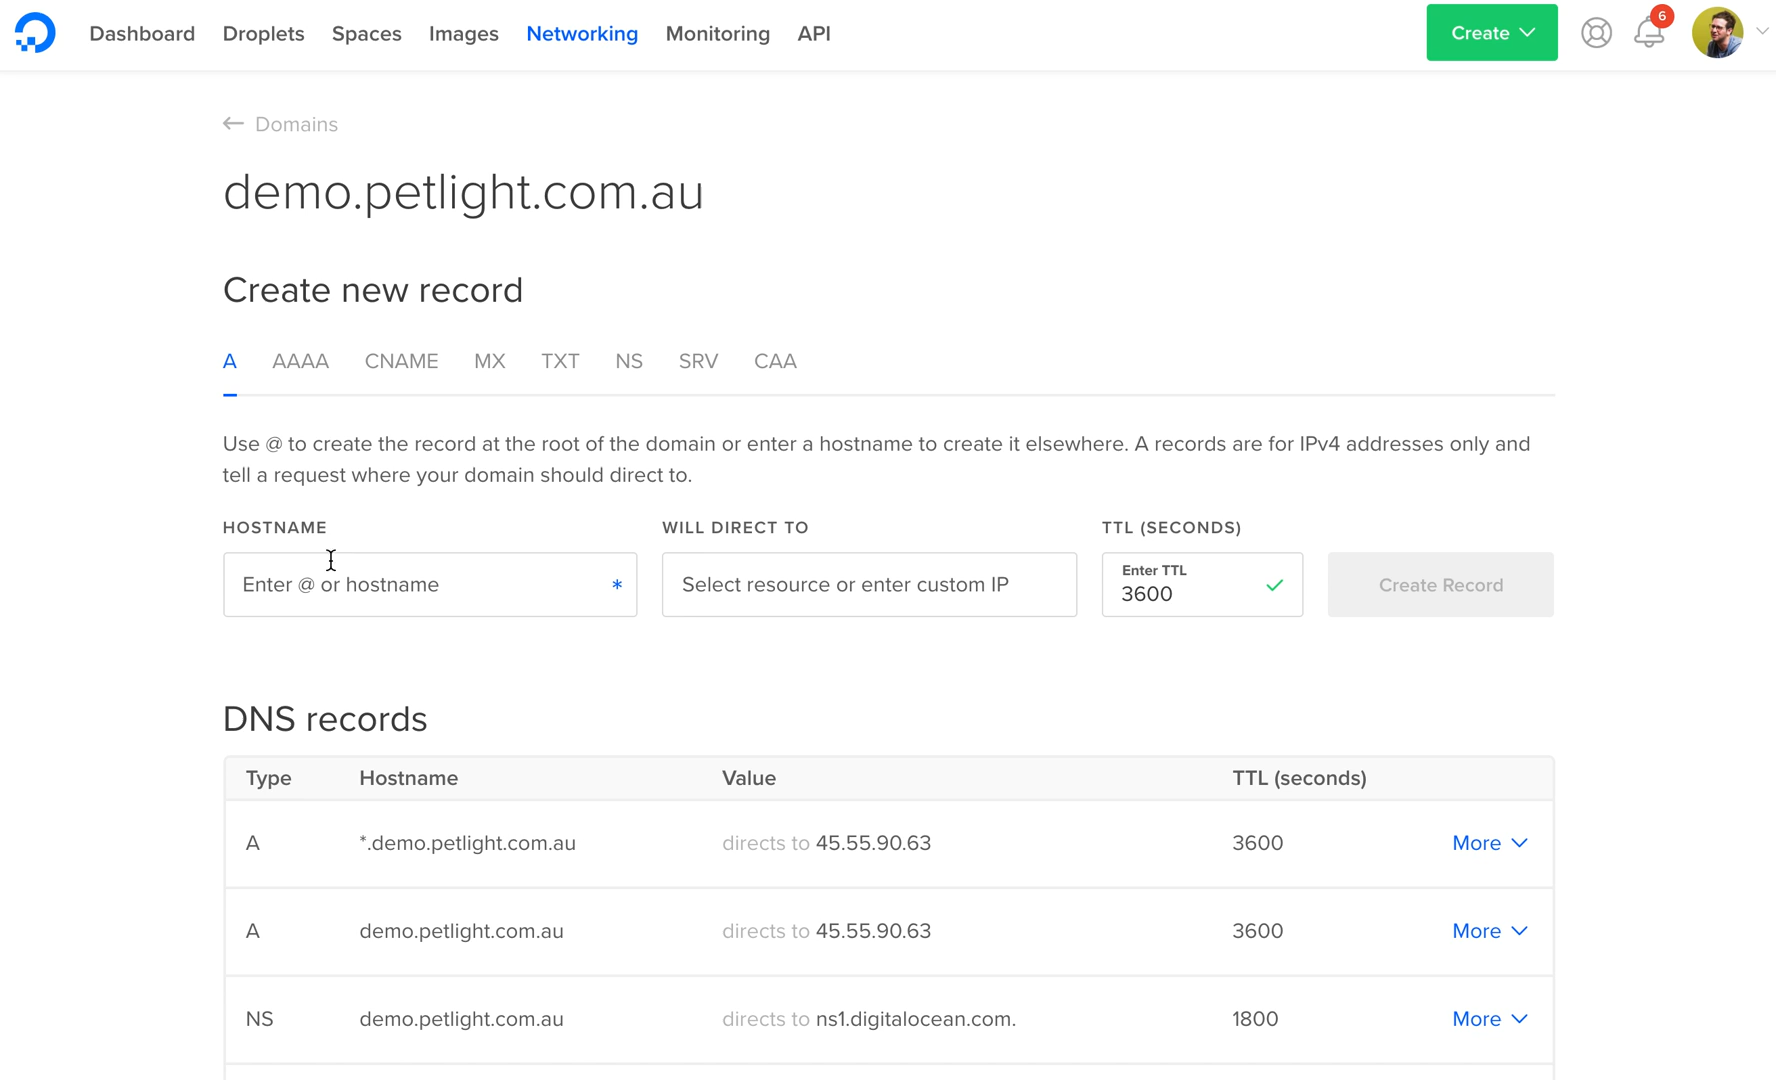 Dashboard Droplets Spaces Images Networking Monitoring API Create 6
Domains
demo.petlight.com.au
Create new record
A AAAA CNAME MX TXT NS SRV CAA
Use @ to create the record at the root of the domain or enter a hostname to create it elsewhere. A records are for IPv4 addresses only and
tell a request where your domain should direct to.
HOSTNAME WILL DIRECT TO TTL (SECONDS)
Enter @ or hostname * Select resource or enter custom IP Enter TTL
3600 Create Record
DNS records
Type Hostname Value TTL (seconds)
A *.demo.petlight.com.au directs to 45.55.90.63 3600 More
A demo.petlight.com.au directs to 45.55.90.63 3600 More
NS demo.petlight.com.au directs to ns1.digitalocean.com. 1800 More